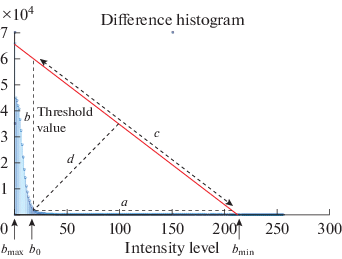 ×10⁴
Difference histogram
7
6
5
4
3
2
1
0
b
Threshold
value
c
d
a
50 100 150 200 250 300
b_max b_0 Intensity level b_min